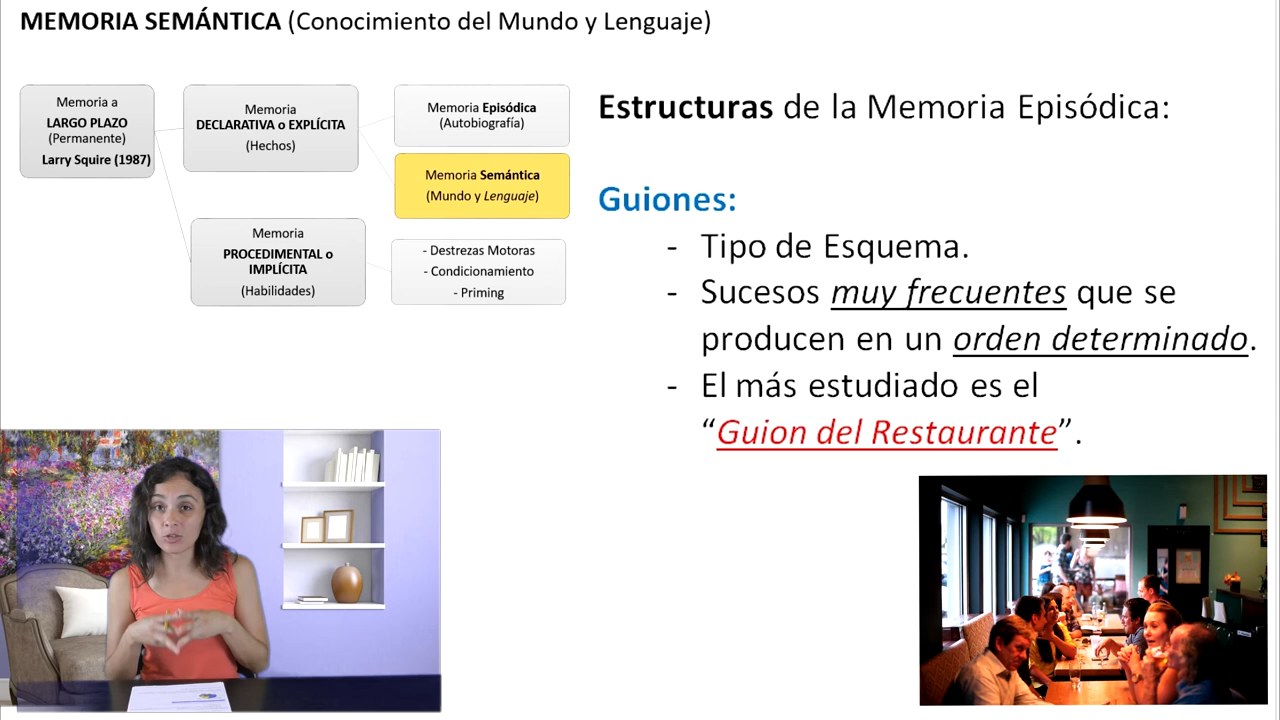 MEMORIA SEMÁNTICA (Conocimiento del Mundo y Lenguaje)
Memoria a
LARGO PLAZO
(Permanente)
Larry Squire (1987)
Memoria
DECLARATIVA o EXPLÍCITA
(Hechos)
Memoria Episódica
(Autobiografía)
Memoria Semántica
(Mundo y Lenguaje)
Memoria
PROCEDIMENTAL o
IMPLÍCITA
(Habilidades)
- Destrezas Motoras
- Condicionamiento
- Priming
Estructuras de la Memoria Episódica:
Guiones:
- Tipo de Esquema.
- Sucesos muy frecuentes que se
producen en un orden determinado.
- El más estudiado es el
“Guion del Restaurante”.